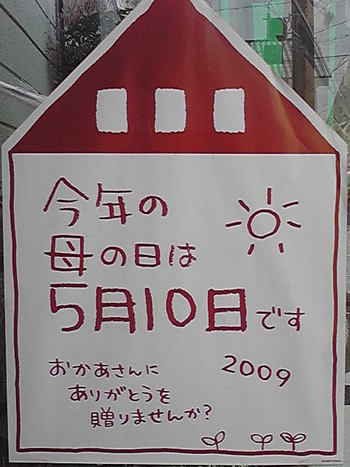 今年の
母の日は
5月10日です
2009
おかあさんに
ありがとうを
贈りませんか?